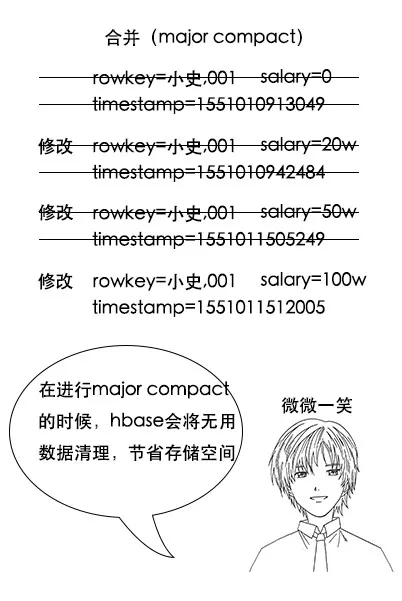 合并（major compact）
rowkey=小史,001 salary=0
timestamp=1551010913049
修改 rowkey=小史,001 salary=20w
timestamp=1551010942484
修改 rowkey=小史,001 salary=50w
timestamp=1551011505249
修改 rowkey=小史,001 salary=100w
timestamp=1551011512005
在进行major compact
的时候，hbase会将无用
数据清理，节省存储空间
微微一笑